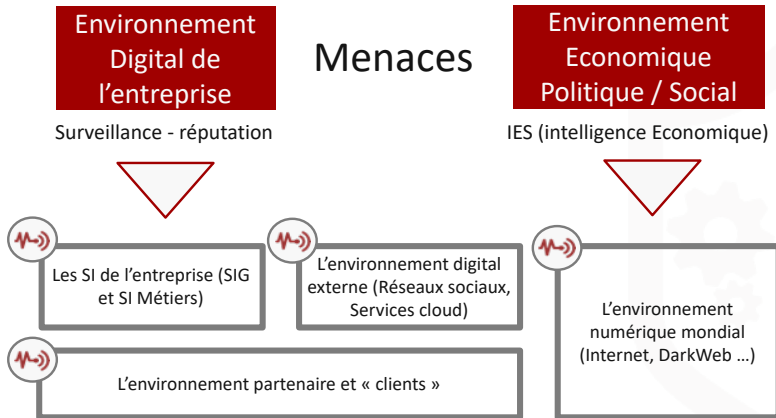 Environnement
Digital de
l’entreprise
Menaces
Environnement
Economique
Politique / Social
Surveillance - réputation
IES (intelligence Economique)
Les SI de l’entreprise (SIG
et SI Métiers)
L’environnement digital
externe (Réseaux sociaux,
Services cloud)
L’environnement
numérique mondial
(Internet, DarkWeb ...)
L’environnement partenaire et « clients »